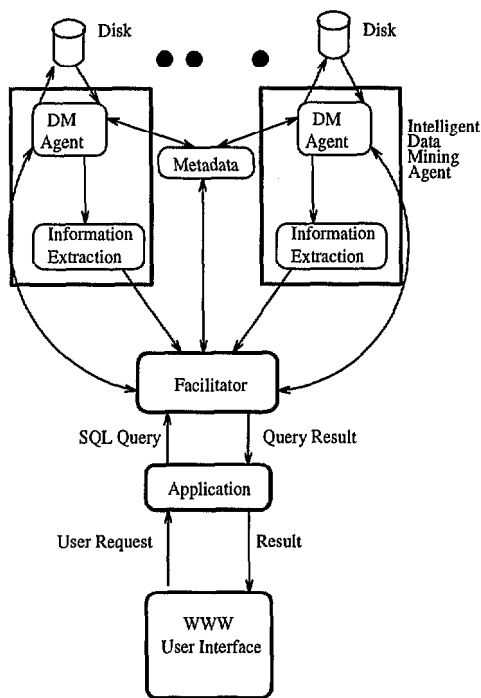 Disk
Disk
DM
Agent
DM
Agent
Intelligent
Data
Mining
Agent
Metadata
Information
Extraction
Information
Extraction
Facilitator
SQL Query
Query Result
Application
User Request
Result
WWW
User Interface